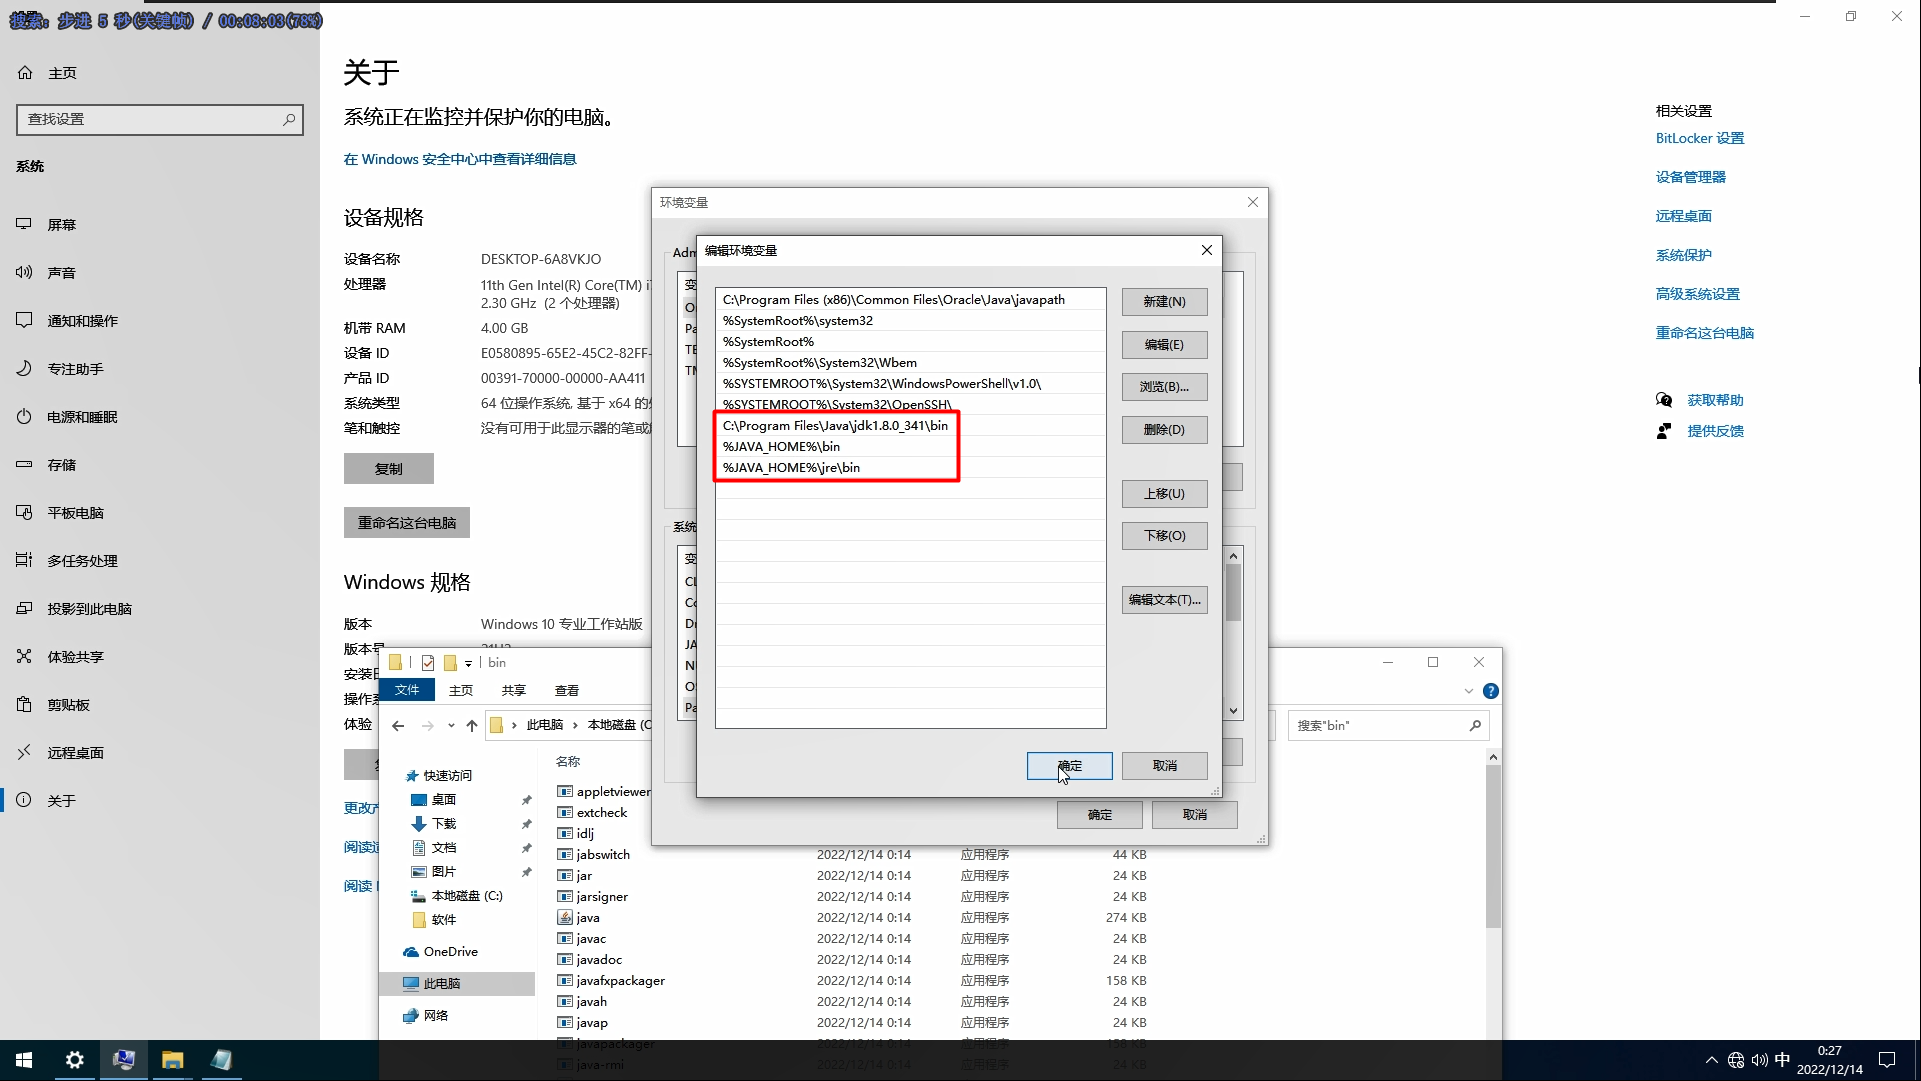 搜索: 步进 5 秒(关键帧) / 00:08:03(78%)
主页
查找设置
系统
屏幕
声音
通知和操作
专注助手
电源和睡眠
存储
平板电脑
多任务处理
投影到此电脑
体验共享
剪贴板
远程桌面
关于
关于
系统正在监控并保护你的电脑。
在 Windows 安全中心中查看详细信息
设备规格
设备名称 DESKTOP-6A8VKJO
处理器 11th Gen Intel(R) Core(TM)
2.30 GHz (2 个处理器)
机带 RAM 4.00 GB
设备 ID E0580895-65E2-45C2-82FF-
产品 ID 00391-70000-00000-AA411
系统类型 64 位操作系统, 基于 x64 的
笔和触控 没有可用于此显示器的笔或
复制
重命名这台电脑
Windows 规格
版本 Windows 10 专业工作站版
版本号
安装
操作
体验
更改
阅读
阅读
相关设置
BitLocker 设置
设备管理器
远程桌面
系统保护
高级系统设置
重命名这台电脑
获取帮助
提供反馈
环境变量
Adm
变
Pa
TE
系统
变
CL
Co
Dr
JA
OS
Pa
确定
取消
编辑环境变量
C:\Program Files (x86)\Common Files\Oracle\Java\javapath
%SystemRoot%\system32
%SystemRoot%
%SystemRoot%\System32\Wbem
%SYSTEMROOT%\System32\WindowsPowerShell\v1.0\
%SYSTEMROOT%\System32\OpenSSH\
C:\Program Files\Java\jdk1.8.0_341\bin
%JAVA_HOME%\bin
%JAVA_HOME%\jre\bin
新建(N)
编辑(E)
浏览(B)...
删除(D)
上移(U)
下移(O)
编辑文本(T)...
确定
取消
bin
文件 主页 共享 查看
此电脑 › 本地磁盘 (C
搜索"bin"
快速访问
桌面
下载
文档
图片
本地磁盘 (C:)
软件
OneDrive
此电脑
网络
名称
appletviewer
extcheck
idlj
jabswitch 2022/12/14 0:14 应用程序 44 KB
jar 2022/12/14 0:14 应用程序 24 KB
jarsigner 2022/12/14 0:14 应用程序 24 KB
java 2022/12/14 0:14 应用程序 274 KB
javac 2022/12/14 0:14 应用程序 24 KB
javadoc 2022/12/14 0:14 应用程序 24 KB
javafxpackager 2022/12/14 0:14 应用程序 158 KB
javah 2022/12/14 0:14 应用程序 24 KB
javap 2022/12/14 0:14 应用程序 24 KB
javapackager 2022/12/14 0:14 应用程序 158 KB
java-rmi 2022/12/14 0:14 应用程序 24 KB
中
0:27
2022/12/14